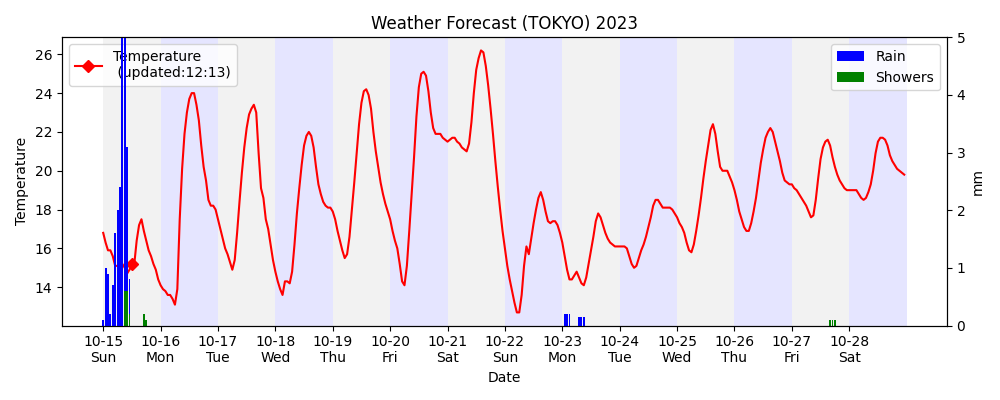 Weather Forecast (TOKYO) 2023
Temperature
(updated:12:13)
Rain
Showers
Temperature
26
24
22
20
18
16
14
5
4
3
2
1
0
mm
10-15 10-16 10-17 10-18 10-19 10-20 10-21 10-22 10-23 10-24 10-25 10-26 10-27 10-28
Sun Mon Tue Wed Thu Fri Sat Sun Mon Tue Wed Thu Fri Sat
Date